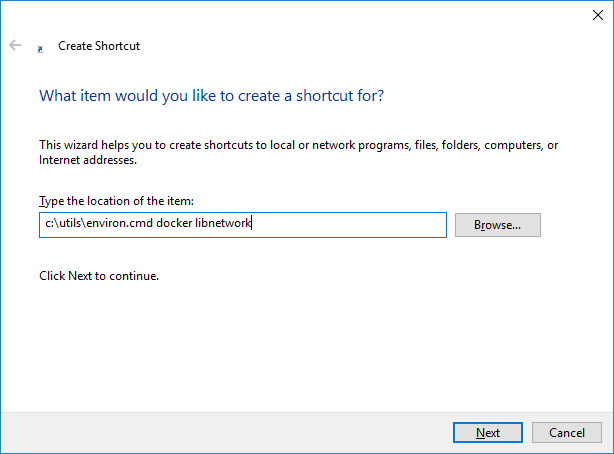 Create Shortcut
What item would you like to create a shortcut for?
This wizard helps you to create shortcuts to local or network programs, files, folders, computers, or
Internet addresses.
Type the location of the item:
c:\utils\environ.cmd docker libnetwork
Browse...
Click Next to continue.
Next
Cancel